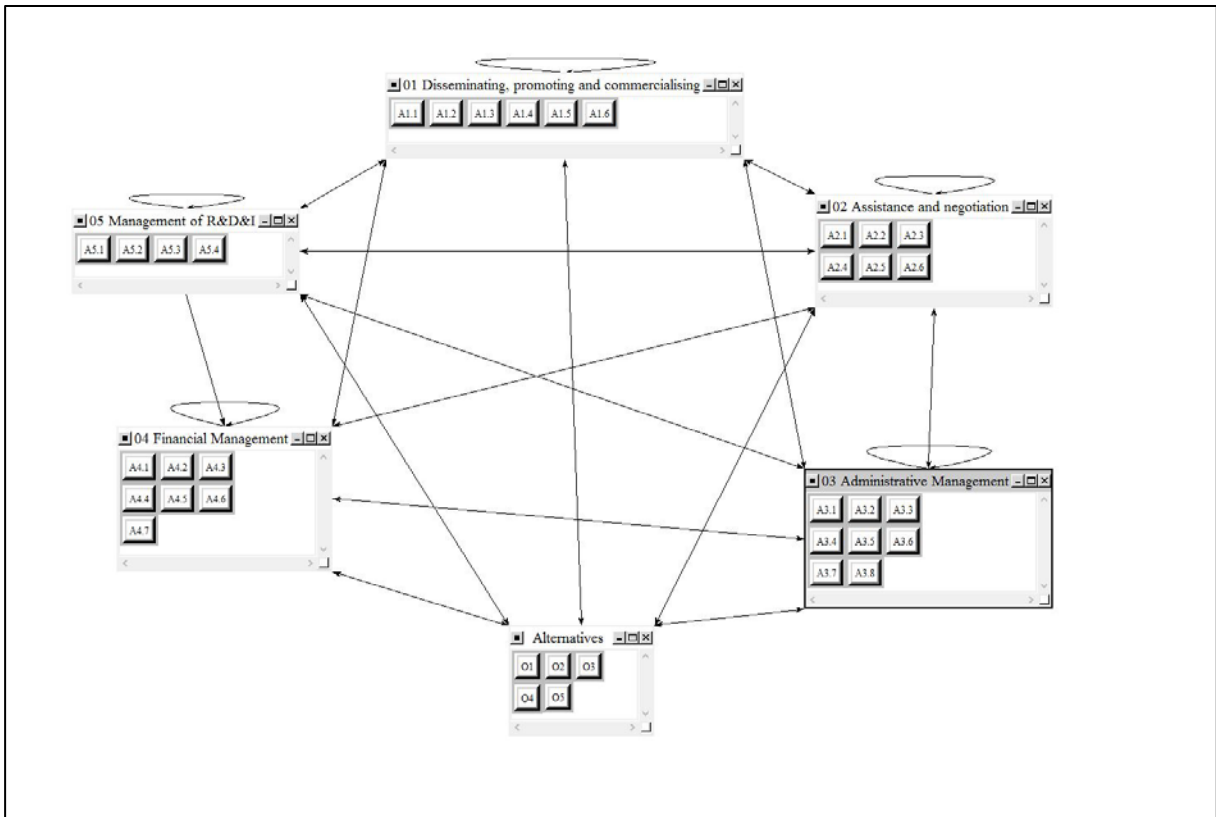 01 Disseminating, promoting and commercialising
A1.1 A1.2 A1.3 A1.4 A1.5 A1.6
05 Management of R&D&I
A5.1 A5.2 A5.3 A5.4
02 Assistance and negotiation
A2.1 A2.2 A2.3
A2.4 A2.5 A2.6
04 Financial Management
A4.1 A4.2 A4.3
A4.4 A4.5 A4.6
A4.7
03 Administrative Management
A3.1 A3.2 A3.3
A3.4 A3.5 A3.6
A3.7 A3.8
Alternatives
O1 O2 O3
O4 O5